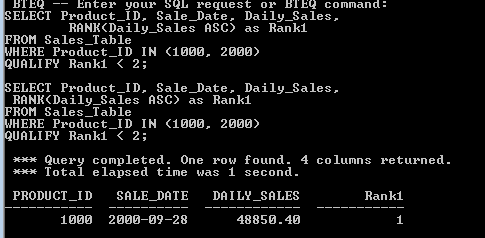 BTEQ -- Enter your SQL request or BTEQ command:
SELECT Product_ID, Sale_Date, Daily_Sales,
RANK(Daily_Sales ASC) as Rank1
FROM Sales_Table
WHERE Product_ID IN (1000, 2000)
QUALIFY Rank1 < 2;

SELECT Product_ID, Sale_Date, Daily_Sales,
RANK(Daily_Sales ASC) as Rank1
FROM Sales_Table
WHERE Product_ID IN (1000, 2000)
QUALIFY Rank1 < 2;

*** Query completed. One row found. 4 columns returned.
*** Total elapsed time was 1 second.

PRODUCT_ID SALE_DATE DAILY_SALES Rank1
----------- ---------- ----------- -----------
1000 2000-09-28 48850.40 1